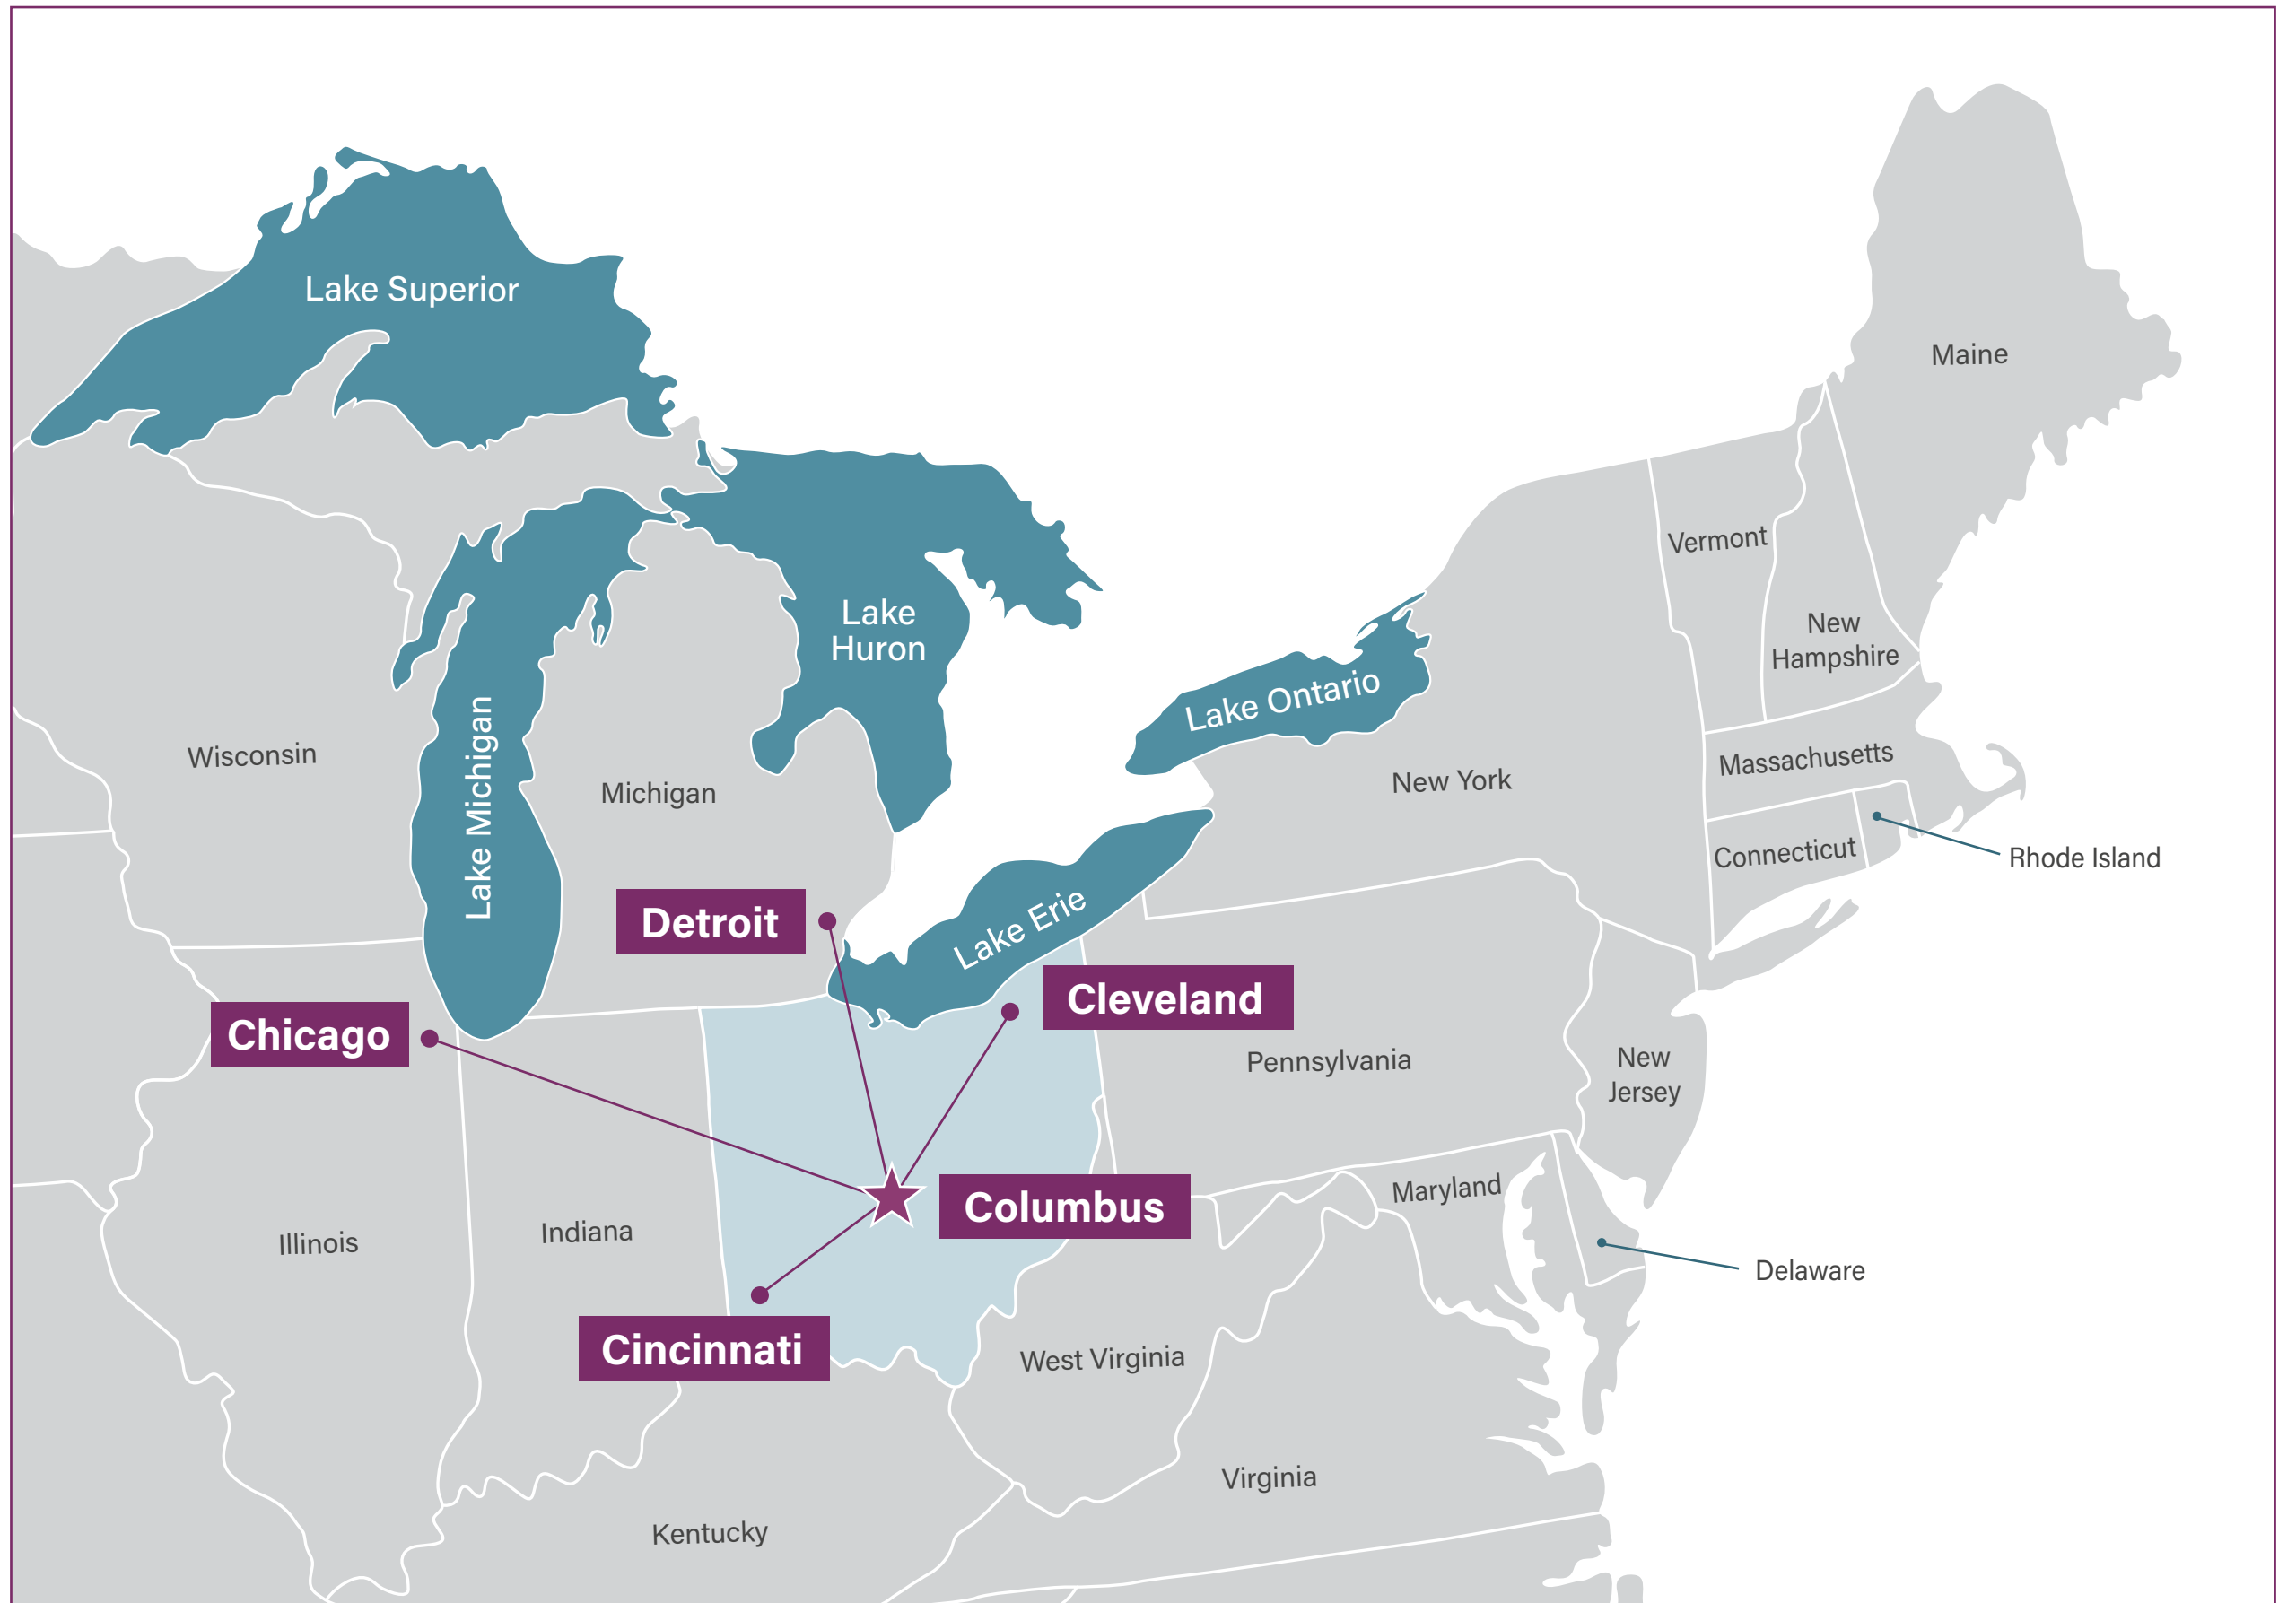 Lake Superior
Maine
Vermont
Lake
Huron
New
Hampshire
Lake Ontario
Lake Michigan
Wisconsin
Michigan
New York
Massachusetts
Connecticut
Rhode Island
Detroit
Lake Erie
Cleveland
Chicago
Pennsylvania
New
Jersey
Columbus
Maryland
Illinois
Indiana
Delaware
Cincinnati
West Virginia
Virginia
Kentucky